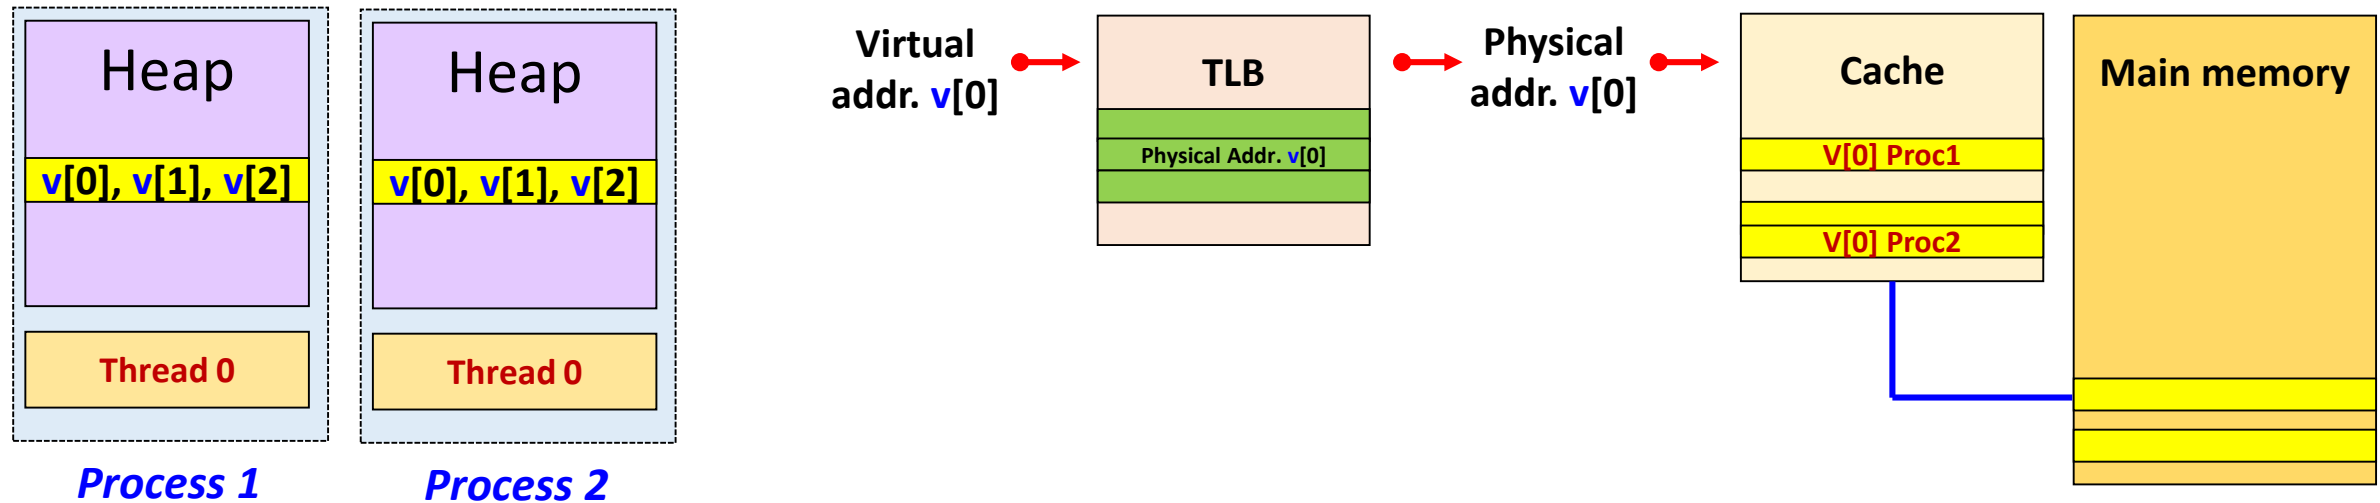 Heap
v[0], v[1], v[2]
Thread 0
Process 1
Heap
v[0], v[1], v[2]
Thread 0
Process 2
Virtual
addr. v[0]
TLB
Physical Addr. v[0]
Physical
addr. v[0]
Cache
V[0] Proc1
V[0] Proc2
Main memory